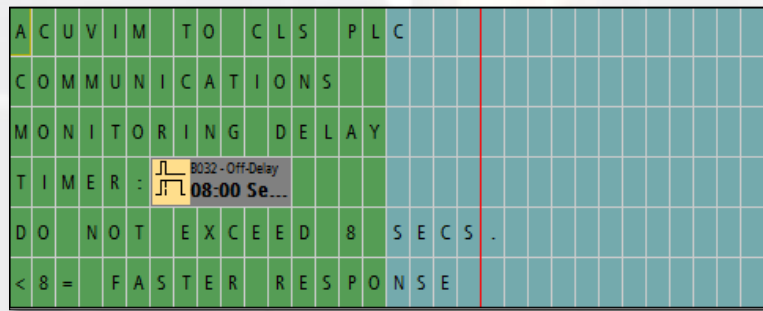 ACUVIM TO CLS PLC
COMMUNICATIONS
MONITORING DELAY
TIMER: B032 - Off-Delay
08:00 Se...
DO NOT EXCEED 8 SECS.
<8= FASTER RESPONSE